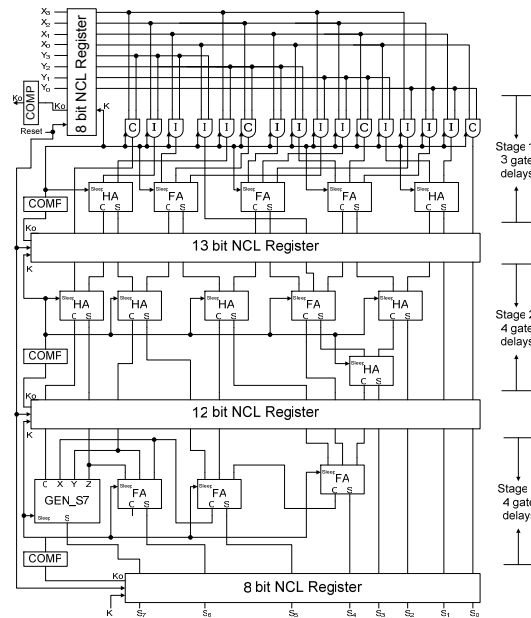 X3
X2
X1
X0
Y3
Y2
Y1
Y0
8 bit NCL Register
COMP
Ko
Ko
K
Reset
C I I I I C I I I I C I I I I C
Stage 1
3 gate
delays
Sleep HA C S
Sleep FA C S
Sleep FA C S
Sleep FA C S
Sleep HA C S
COMP
Ko
13 bit NCL Register
K
Sleep HA C S
Sleep HA C S
Sleep HA C S
Sleep FA C S
Sleep HA C S
Stage 2
4 gate
delays
COMP
Sleep HA C S
Ko
12 bit NCL Register
K
C X Y Z
GEN_S7
Sleep S
Sleep FA C S
Sleep FA C S
Sleep FA C S
Stage
4 gate
delays
COMP
Ko
8 bit NCL Register
K
S7 S6 S5 S4 S3 S2 S1 S0